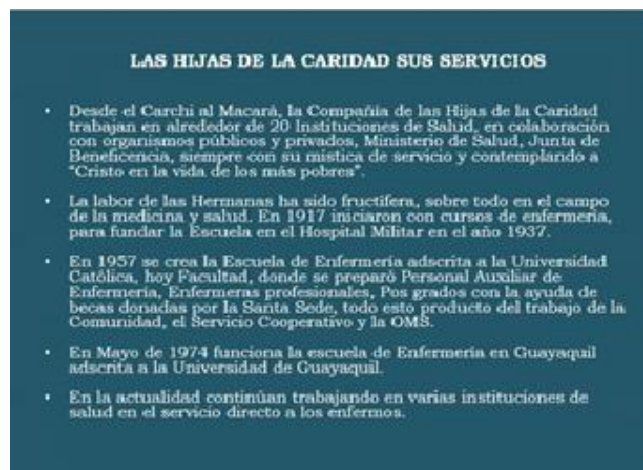 LAS HIJAS DE LA CARIDAD SUS SERVICIOS
• Desde el Carchi al Macará, la Compañía de las Hijas de la Caridad
trabajan en alrededor de 20 Instituciones de Salud, en colaboración
con organismos públicos y privados, Ministerio de Salud, Junta de
Beneficencia, siempre con su mística de servicio y contemplando a
"Cristo en la vida de los más pobres".
• La labor de las Hermanas ha sido fructífera, sobre todo en el campo
de la medicina y salud. En 1917 iniciaron con cursos de enfermería,
para fundar la Escuela en el Hospital Militar en el año 1937.
• En 1957 se crea la Escuela de Enfermería adscrita a la Universidad
Católica, hoy Facultad, donde se preparó Personal Auxiliar de
Enfermería, Enfermeras profesionales, Pos grados con la ayuda de
becas donadas por la Santa Sede, todo esto producto del trabajo de la
Comunidad, el Servicio Cooperativo y la OMS.
• En Mayo de 1974 funciona la escuela de Enfermería en Guayaquil
adscrita a la Universidad de Guayaquil.
• En la actualidad continúan trabajando en varias instituciones de
salud en el servicio directo a los enfermos.